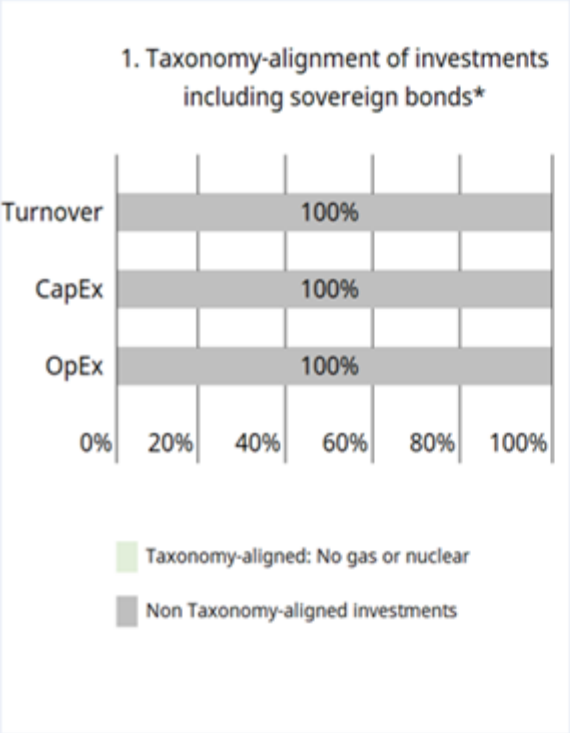 1. Taxonomy-alignment of investments
including sovereign bonds*
Turnover 100%
CapEx 100%
OpEx 100%
0% 20% 40% 60% 80% 100%
Taxonomy-aligned: No gas or nuclear
Non Taxonomy-aligned investments